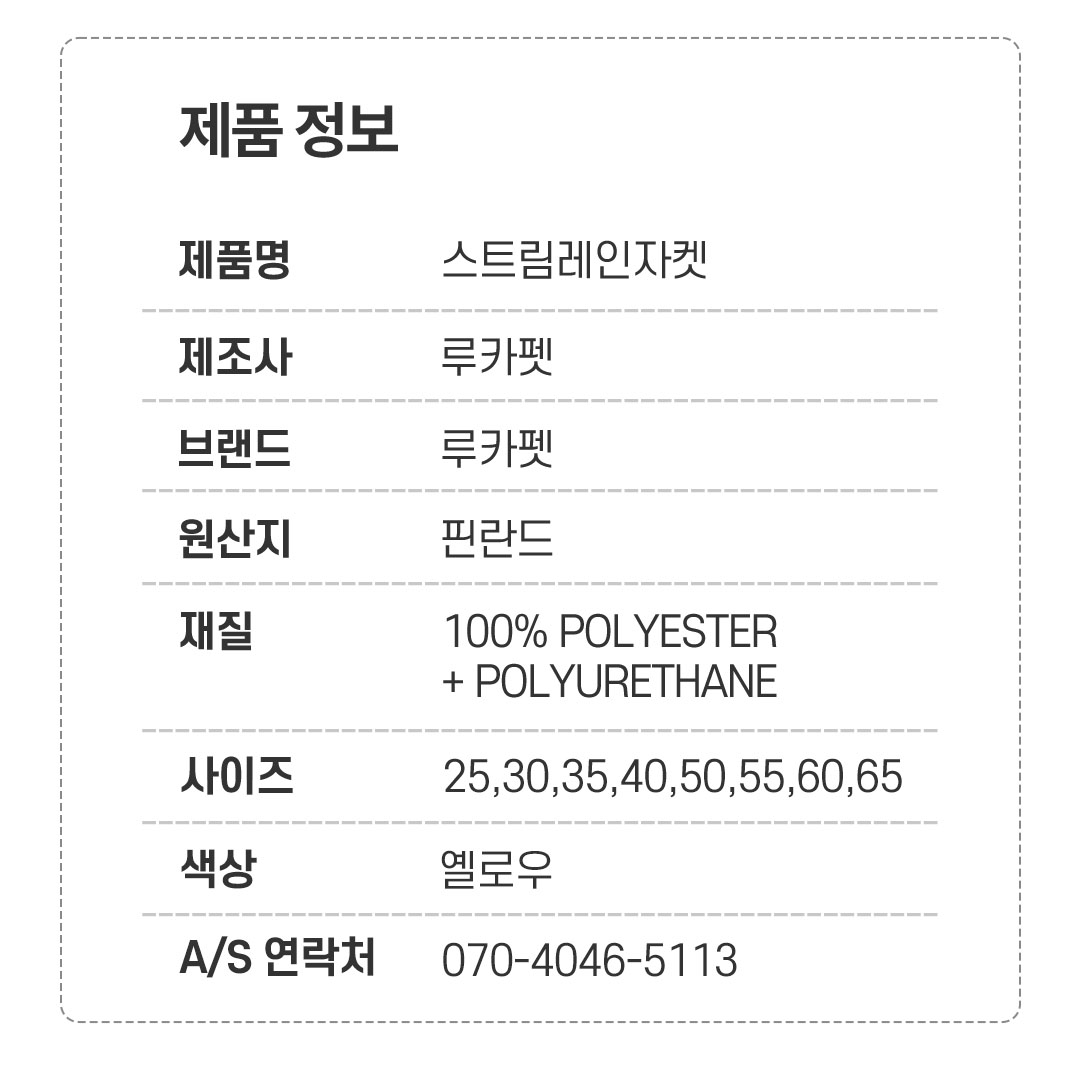 제품 정보
제품명 스트림레인자켓
제조사 루카펫
브랜드 루카펫
원산지 핀란드
재질 100% POLYESTER
+ POLYURETHANE
사이즈 25,30,35,40,50,55,60,65
색상 옐로우
A/S 연락처 070-4046-5113